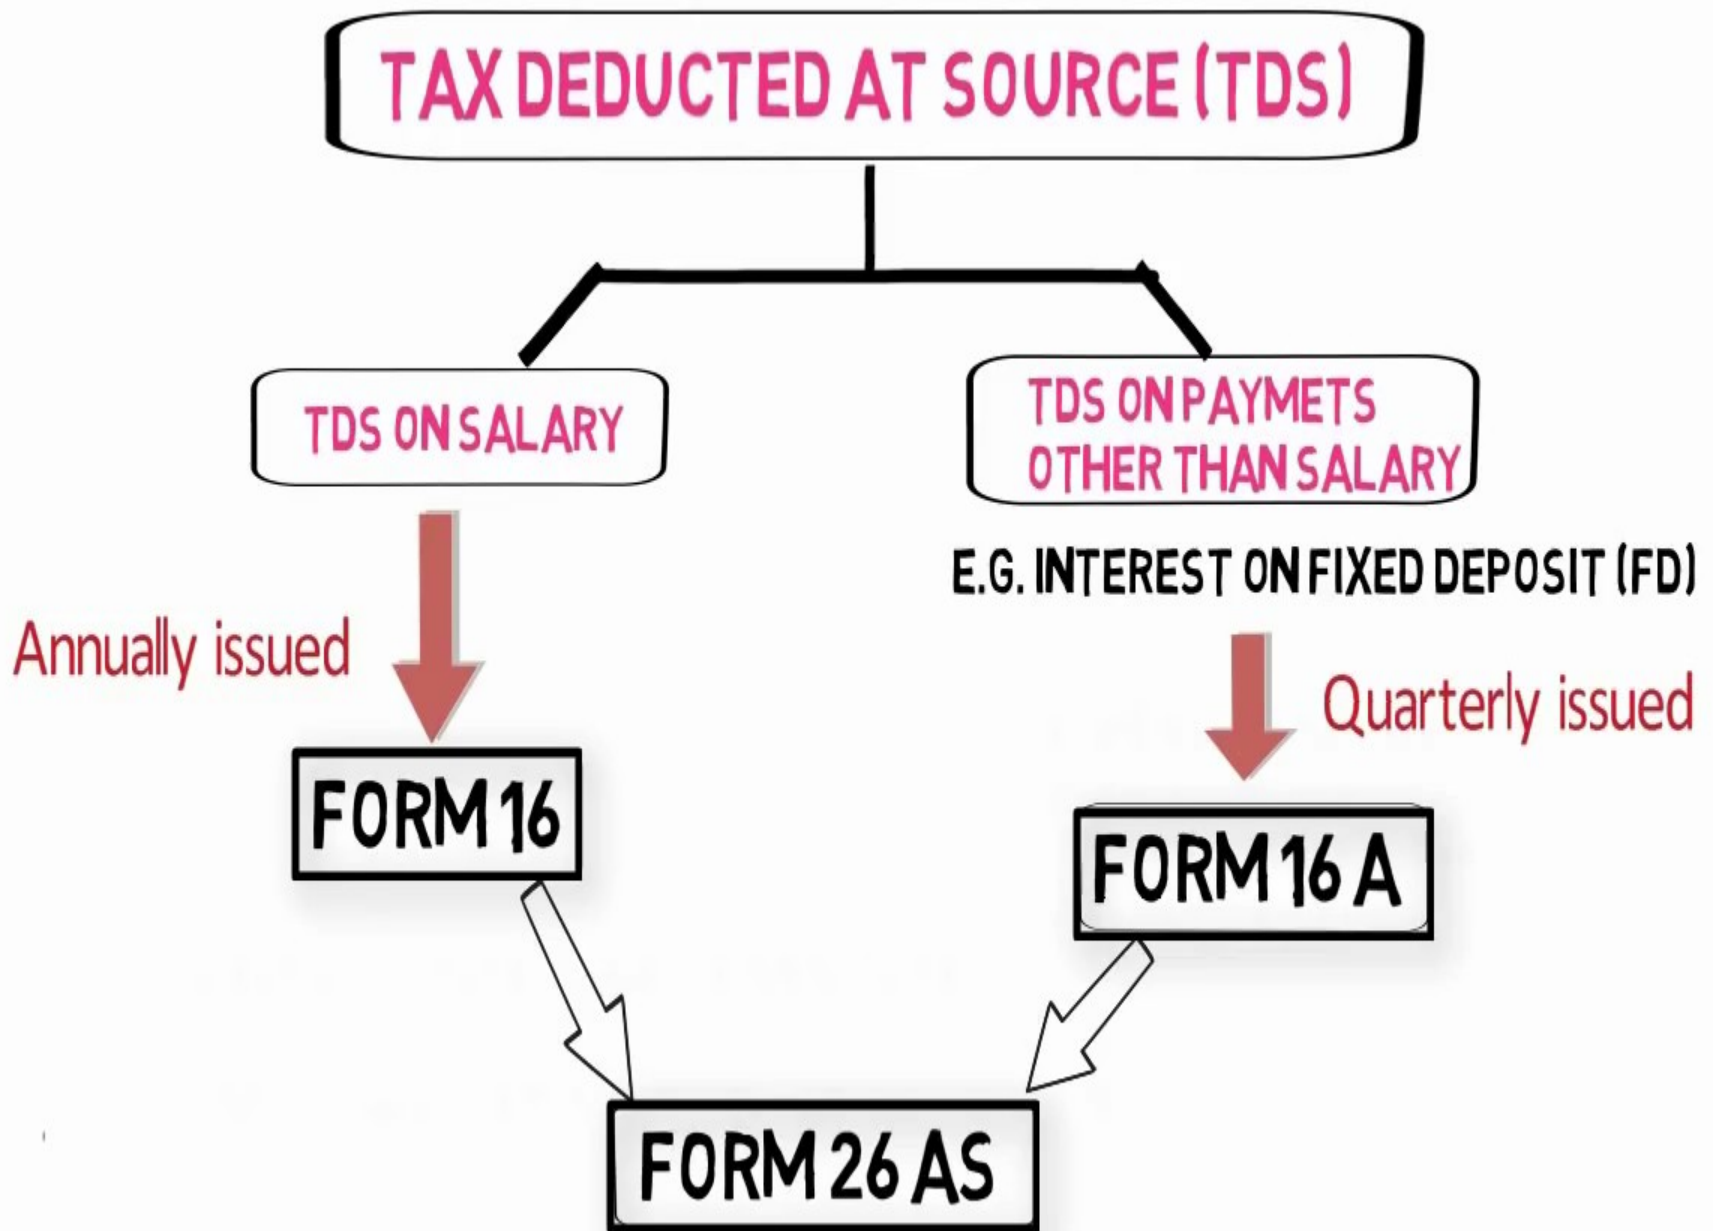 TAX DEDUCTED AT SOURCE (TDS)
TDS ON SALARY
TDS ON PAYMETS
OTHER THAN SALARY
E.G. INTEREST ON FIXED DEPOSIT (FD)
Annually issued
Quarterly issued
FORM 16
FORM 16 A
FORM 26 AS